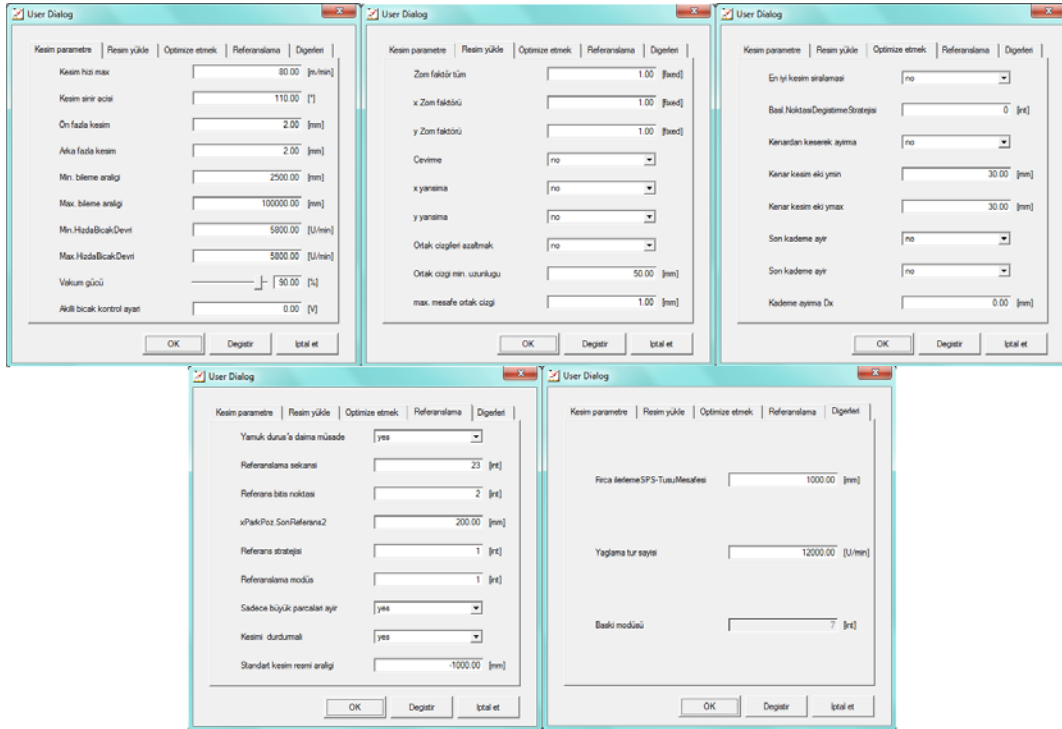 User Dialog
Kesim parametre Resim yükle Optimize etmek Referanslama Digerleri
Kesim hizi max 80.00 [m/min]
Kesim sinir acisi 110.00 [°]
Ön fazla kesim 2.00 [mm]
Arka fazla kesim 2.00 [mm]
Min. bileme araligi 2500.00 [mm]
Max. bileme araligi 100000.00 [mm]
Min.HizdaBicakDevri 5800.00 [U/min]
Max.HizdaBicakDevri 5800.00 [U/min]
Vakum gücü 90.00 [%]
Akilli bicak kontrol ayari 0.00 [V]
OK Degistir Iptal et
User Dialog
Kesim parametre Resim yükle Optimize etmek Referanslama Digerleri
Zom faktör tüm 1.00 [fixed]
x Zom faktörü 1.00 [fixed]
y Zom faktörü 1.00 [fixed]
Cevirme no
x yansima no
y yansima no
Ortak cizgileri azaltmak no
Ortak cizgi min. uzunlugu 50.00 [mm]
max. mesafe ortak cizgi 1.00 [mm]
OK Degistir Iptal et
User Dialog
Kesim parametre Resim yükle Optimize etmek Referanslama Digerleri
En iyi kesim siralamasi no
Basl.NoktasiDegistirmeStratejisi 0 [int]
Kenardan keserek ayirma no
Kenar kesim eki ymin 30.00 [mm]
Kenar kesim eki ymax 30.00 [mm]
Son kademe ayir no
Son kademe ayir no
Kademe ayirma Dx 0.00 [mm]
OK Degistir Iptal et
User Dialog
Kesim parametre Resim yükle Optimize etmek Referanslama Digerleri
Yamuk durus'a daima müsade yes
Referanslama sekansi 23 [int]
Referans bitis noktasi 2 [int]
xParkPoz.SonReferans2 200.00 [mm]
Referans stratejisi 1 [int]
Referanslama modüs 1 [int]
Sadece büyük parcalari ayir yes
Kesimi durdurmali yes
Standart kesim resmi araligi -1000.00 [mm]
OK Degistir Iptal et
User Dialog
Kesim parametre Resim yükle Optimize etmek Referanslama Digerleri
Firca ilerleme SPS-TusuMesafesi 1000.00 [mm]
Yaglama tur sayisi 12000.00 [U/min]
Baski modüsü 7 [int]
OK Degistir Iptal et